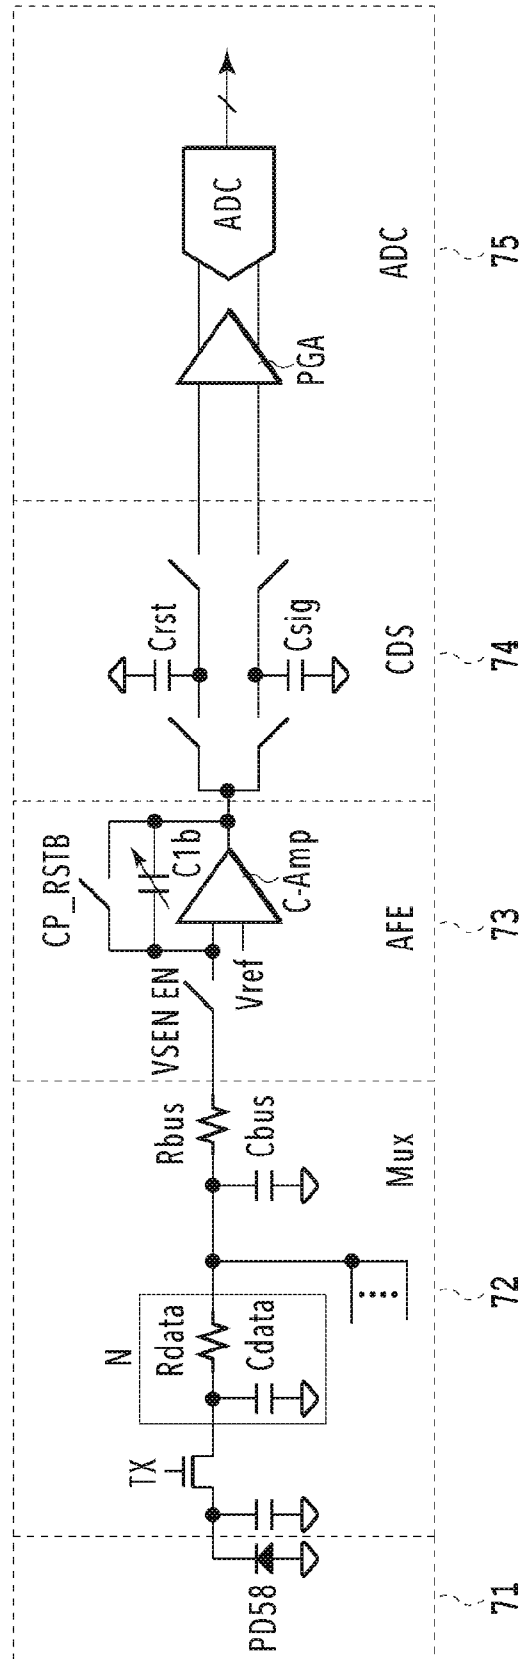 PD58
71
TX
N
Rdata
Cdata
Rbus
Cbus
Mux
72
VSEN EN
CP_RSTB
C1b
Vref
C-Amp
AFE
73
Crst
Csig
CDS
74
PGA
ADC
ADC
75